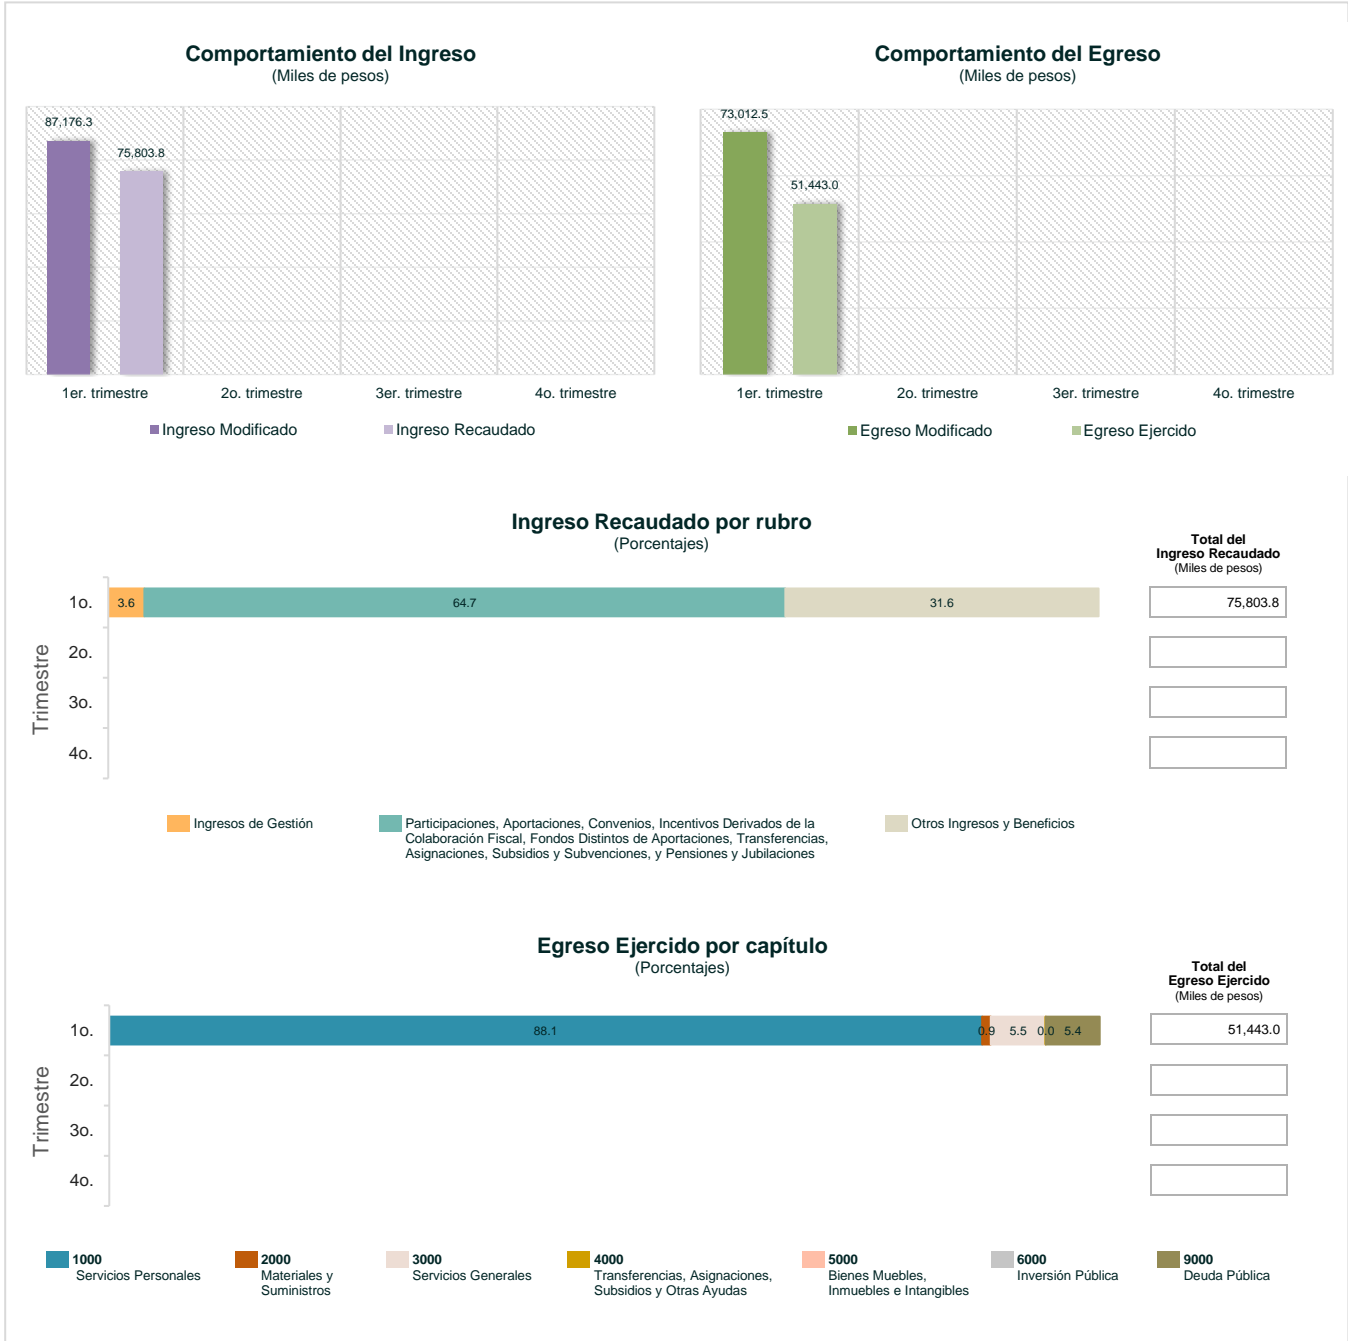 Comportamiento del Ingreso
(Miles de pesos)
87,176.3
75,803.8
1er. trimestre
2o. trimestre
3er. trimestre
4o. trimestre
Ingreso Modificado
Ingreso Recaudado
Comportamiento del Egreso
(Miles de pesos)
73,012.5
51,443.0
1er. trimestre
2o. trimestre
3er. trimestre
4o. trimestre
Egreso Modificado
Egreso Ejercido
Ingreso Recaudado por rubro
(Porcentajes)
Total del
Ingreso Recaudado
(Miles de pesos)
Trimestre
1o.
3.6
64.7
31.6
75,803.8
2o.
3o.
4o.
Ingresos de Gestión
Participaciones, Aportaciones, Convenios, Incentivos Derivados de la
Colaboración Fiscal, Fondos Distintos de Aportaciones, Transferencias,
Asignaciones, Subsidios y Subvenciones, y Pensiones y Jubilaciones
Otros Ingresos y Beneficios
Egreso Ejercido por capítulo
(Porcentajes)
Total del
Egreso Ejercido
(Miles de pesos)
Trimestre
1o.
88.1
0.9
5.5
0.0
5.4
51,443.0
2o.
3o.
4o.
1000
Servicios Personales
2000
Materiales y
Suministros
3000
Servicios Generales
4000
Transferencias, Asignaciones,
Subsidios y Otras Ayudas
5000
Bienes Muebles,
Inmuebles e Intangibles
6000
Inversión Pública
9000
Deuda Pública